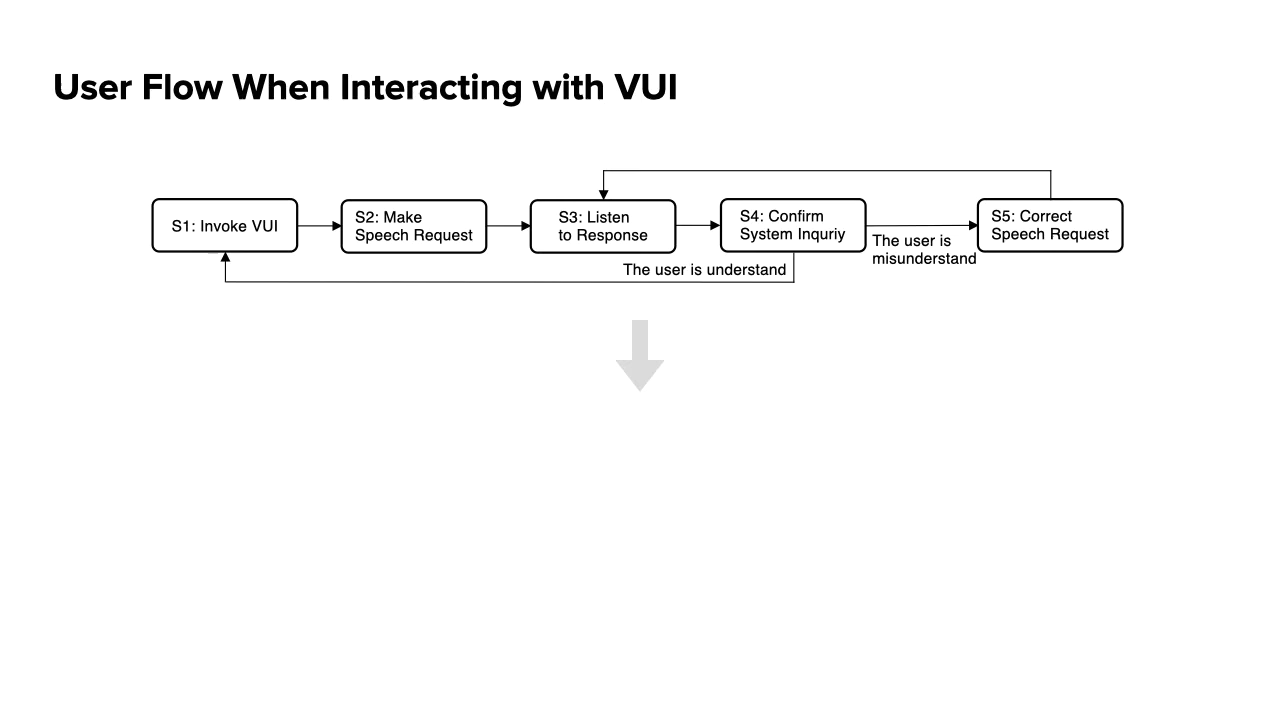 User Flow When Interacting with VUI
S1: Invoke VUI
S2: Make
Speech Request
S3: Listen
to Response
S4: Confirm
System Inquriy
The user is
misunderstand
S5: Correct
Speech Request
The user is understand